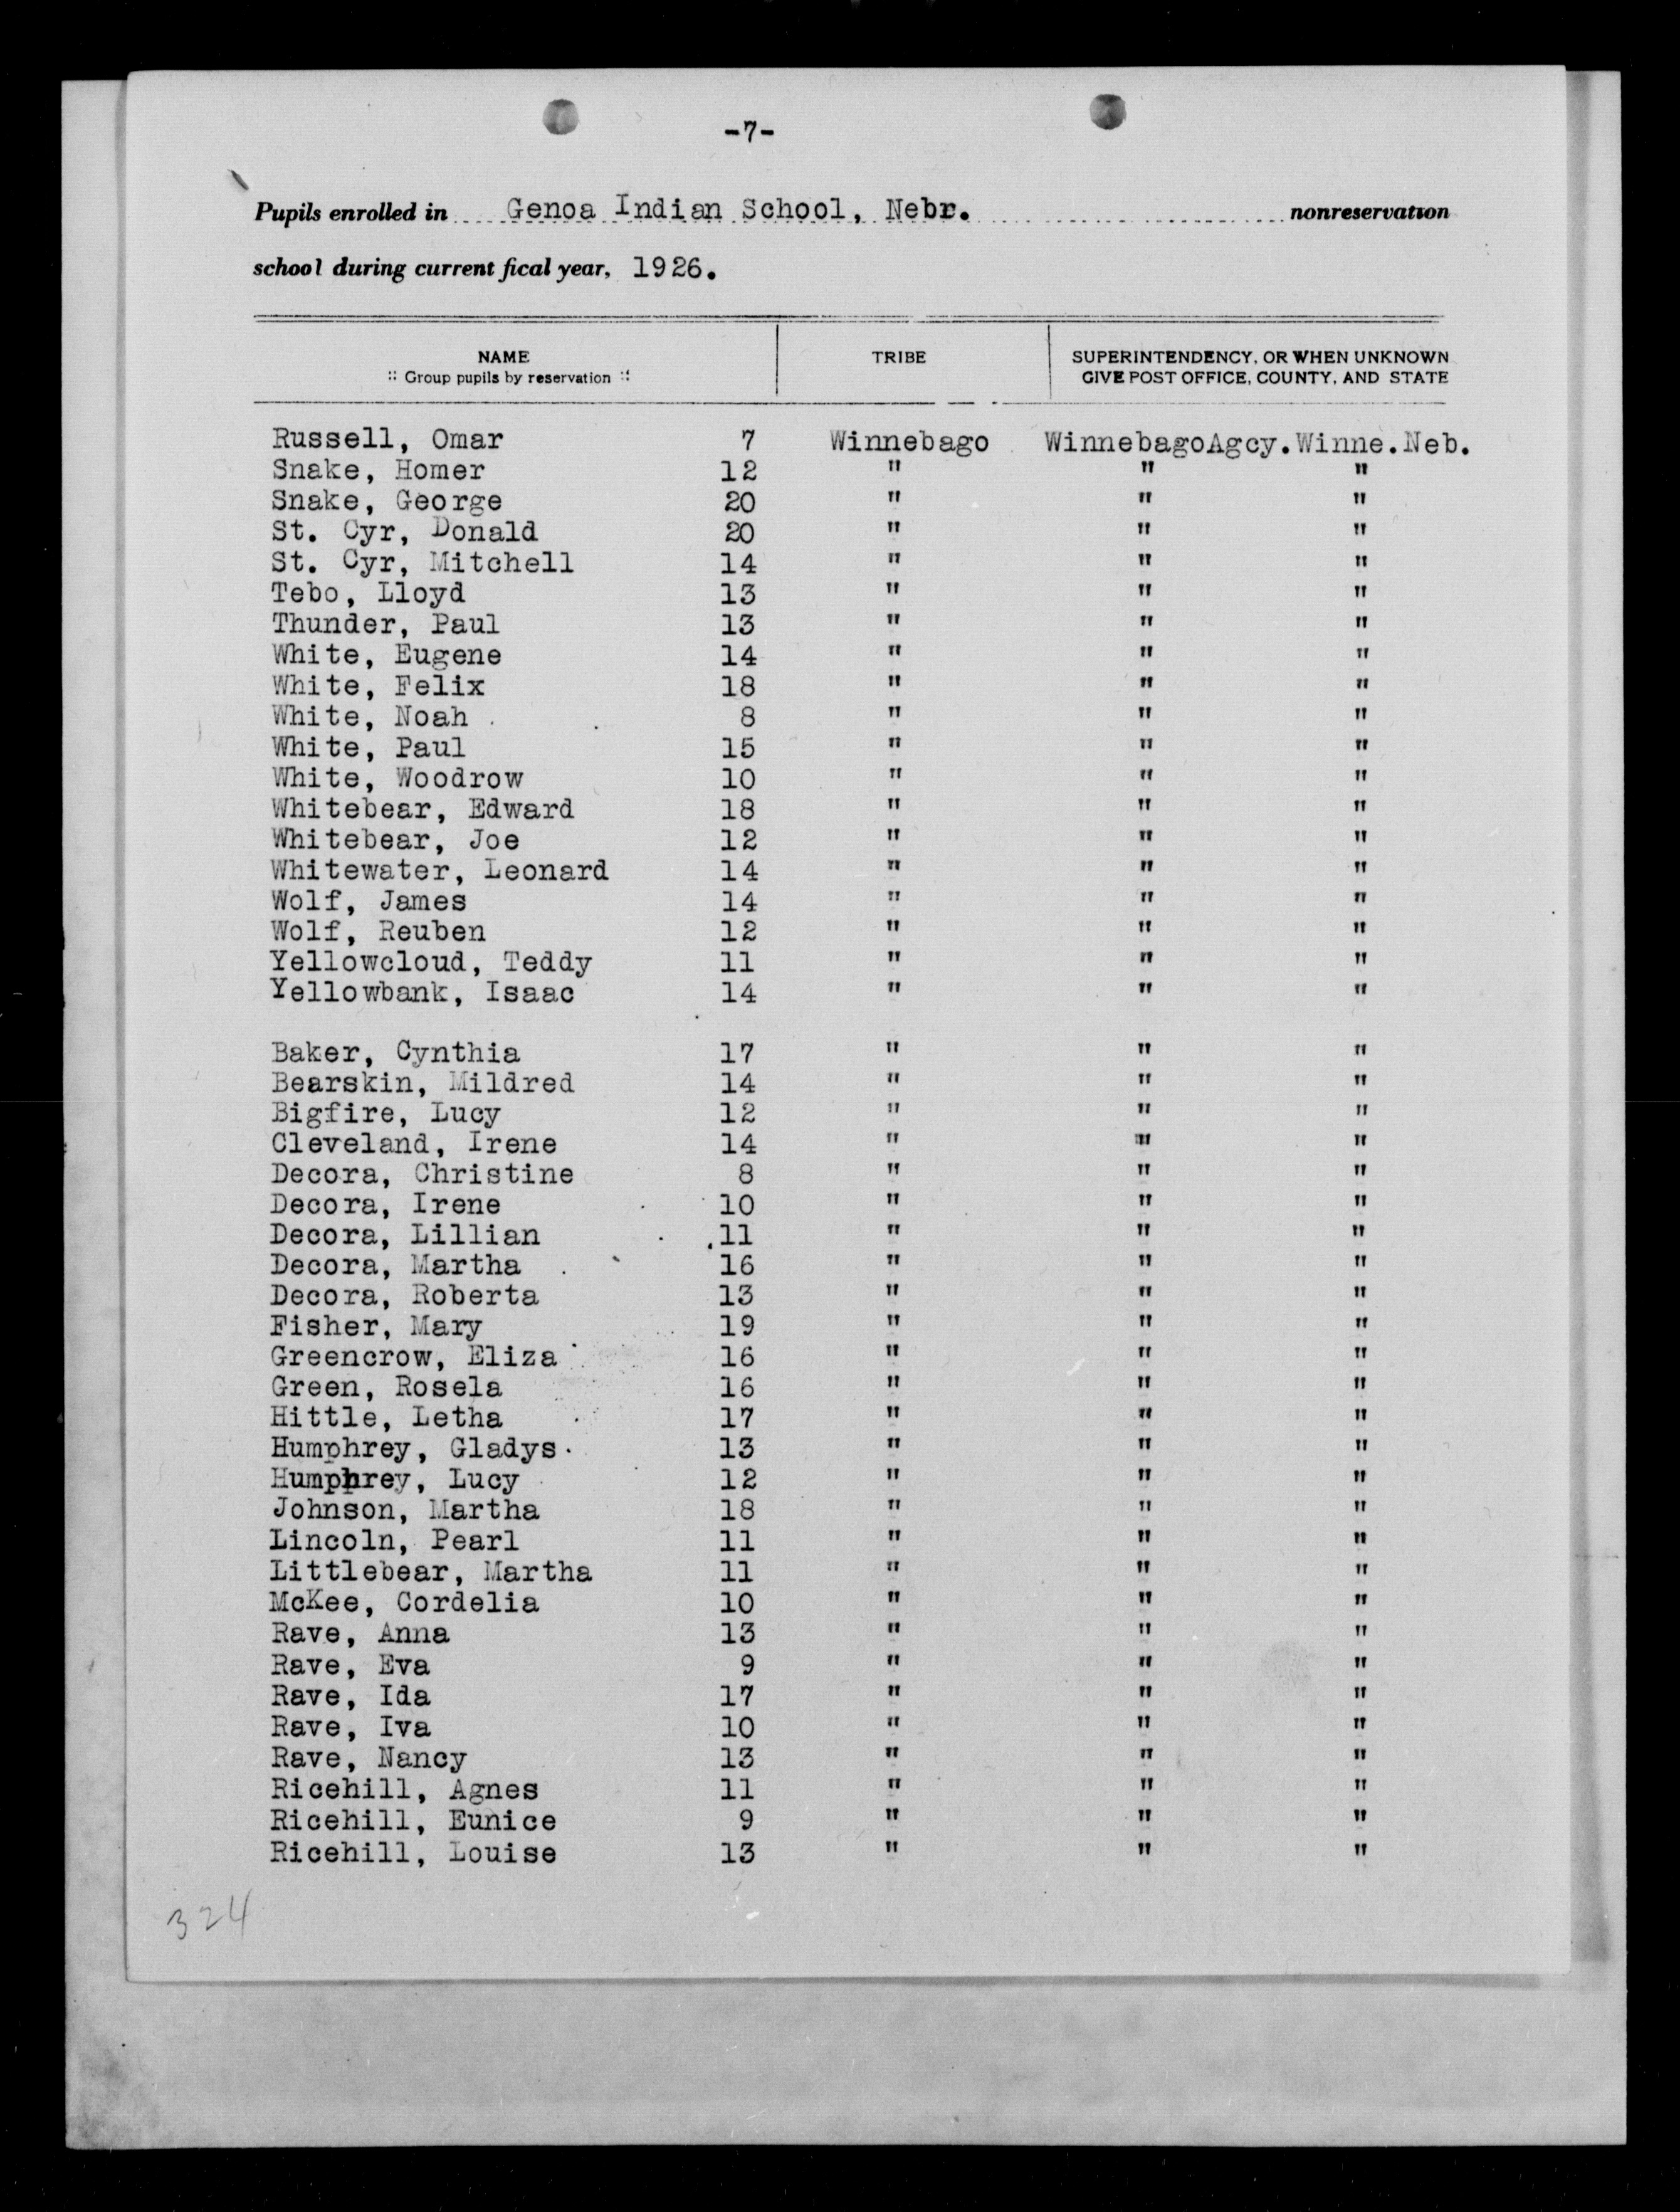 -7-
Pupils enrolled in Genoa Indian School, Nebr. nonreservation
school during current fical year, 1926.
NAME TRIBE SUPERINTENDENCY, OR WHEN UNKNOWN
:: Group pupils by reservation :: GIVE POST OFFICE, COUNTY, AND STATE
Russell, Omar 7 Winnebago WinnebagoAgcy.Winne.Neb.
Snake, Homer 12 " " "
Snake, George 20 " " "
St. Cyr, Donald 20 " " "
St. Cyr, Mitchell 14 " " "
Tebo, Lloyd 13 " " "
Thunder, Paul 13 " " "
White, Eugene 14 " " "
White, Felix 18 " " "
White, Noah 8 " " "
White, Paul 15 " " "
White, Woodrow 10 " " "
Whitebear, Edward 18 " " "
Whitebear, Joe 12 " " "
Whitewater, Leonard 14 " " "
Wolf, James 14 " " "
Wolf, Reuben 12 " " "
Yellowcloud, Teddy 11 " " "
Yellowbank, Isaac 14 " " "
Baker, Cynthia 17 " " "
Bearskin, Mildred 14 " " "
Bigfire, Lucy 12 " " "
Cleveland, Irene 14 " " "
Decora, Christine 8 " " "
Decora, Irene 10 " " "
Decora, Lillian 11 " " "
Decora, Martha 16 " " "
Decora, Roberta 13 " " "
Fisher, Mary 19 " " "
Greencrow, Eliza 16 " " "
Green, Rosela 16 " " "
Hittle, Letha 17 " " "
Humphrey, Gladys 13 " " "
Humphrey, Lucy 12 " " "
Johnson, Martha 18 " " "
Lincoln, Pearl 11 " " "
Littlebear, Martha 11 " " "
McKee, Cordelia 10 " " "
Rave, Anna 13 " " "
Rave, Eva 9 " " "
Rave, Ida 17 " " "
Rave, Iva 10 " " "
Rave, Nancy 13 " " "
Ricehill, Agnes 11 " " "
Ricehill, Eunice 9 " " "
Ricehill, Louise 13 " " "
324